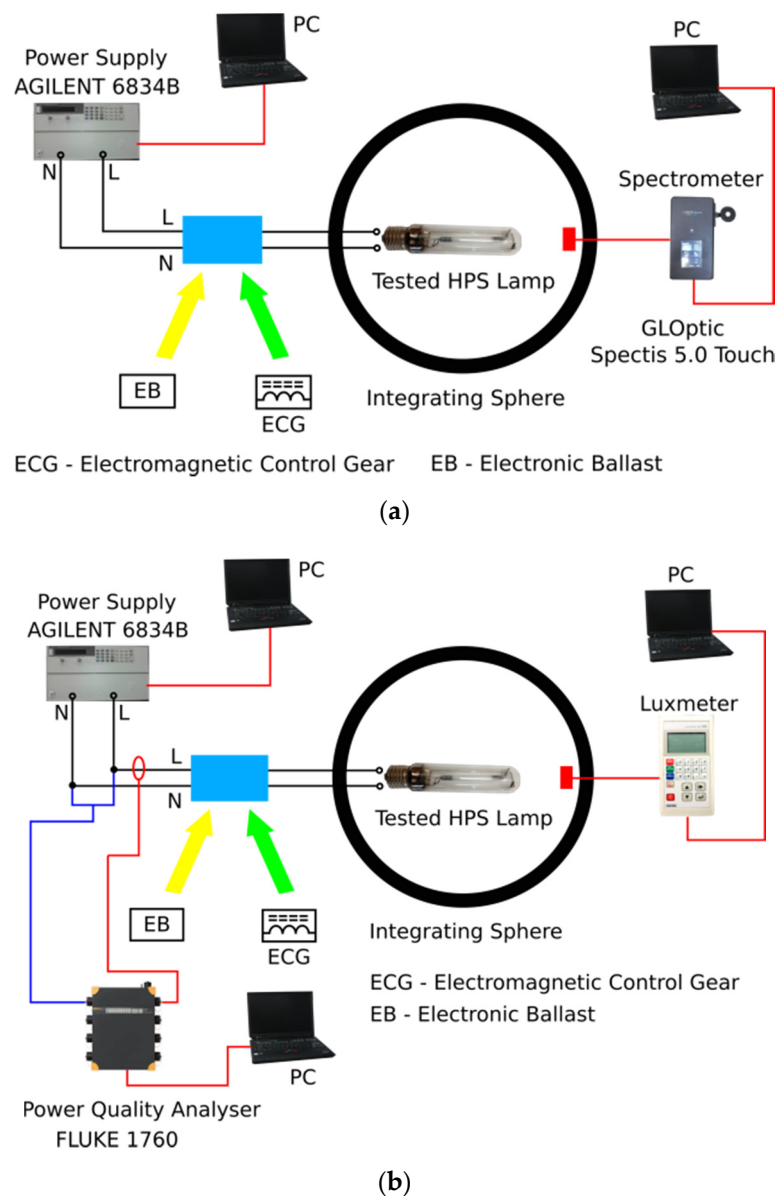 PC
Power Supply
AGILENT 6834B
N
L
L
N
PC
Spectrometer
Tested HPS Lamp
GLOptic
Spectis 5.0 Touch
EB
ECG
Integrating Sphere
ECG - Electromagnetic Control Gear
EB - Electronic Ballast
(a)
PC
Power Supply
AGILENT 6834B
N
L
L
N
PC
Luxmeter
Tested HPS Lamp
EB
ECG
Integrating Sphere
ECG - Electromagnetic Control Gear
EB - Electronic Ballast
PC
Power Quality Analyser
FLUKE 1760
(b)